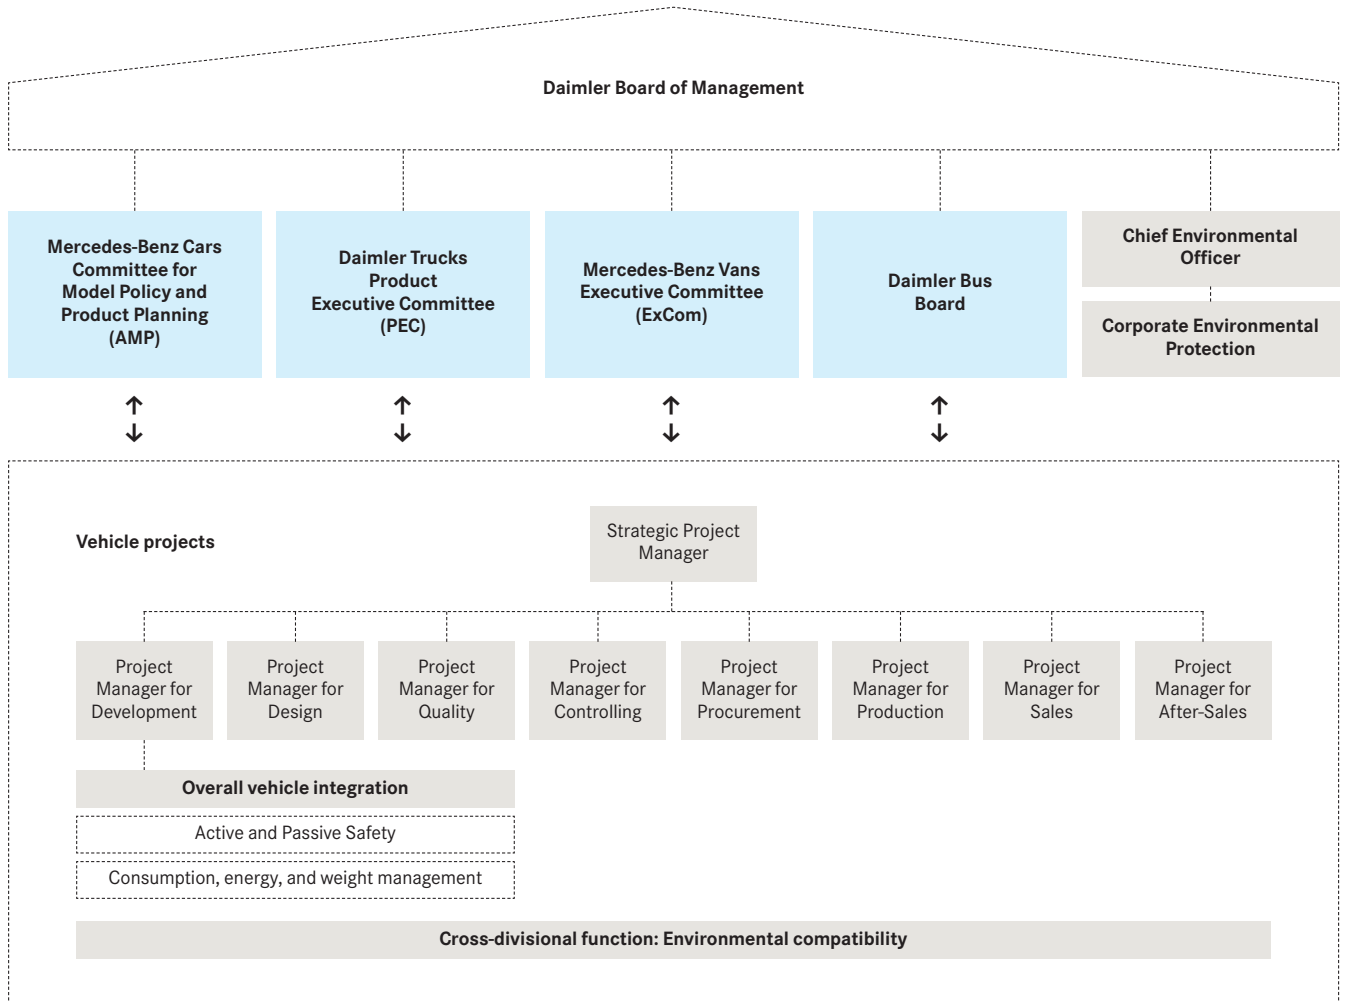 Daimler Board of Management
Mercedes-Benz Cars
Committee for
Model Policy and
Product Planning
(AMP)
Daimler Trucks
Product
Executive Committee
(PEC)
Mercedes-Benz Vans
Executive Committee
(ExCom)
Daimler Bus
Board
Chief Environmental
Officer
Corporate Environmental
Protection
Vehicle projects
Strategic Project
Manager
Project
Manager for
Development
Project
Manager for
Design
Project
Manager for
Quality
Project
Manager for
Controlling
Project
Manager for
Procurement
Project
Manager for
Production
Project
Manager for
Sales
Project
Manager for
After-Sales
Overall vehicle integration
Active and Passive Safety
Consumption, energy, and weight management
Cross-divisional function: Environmental compatibility